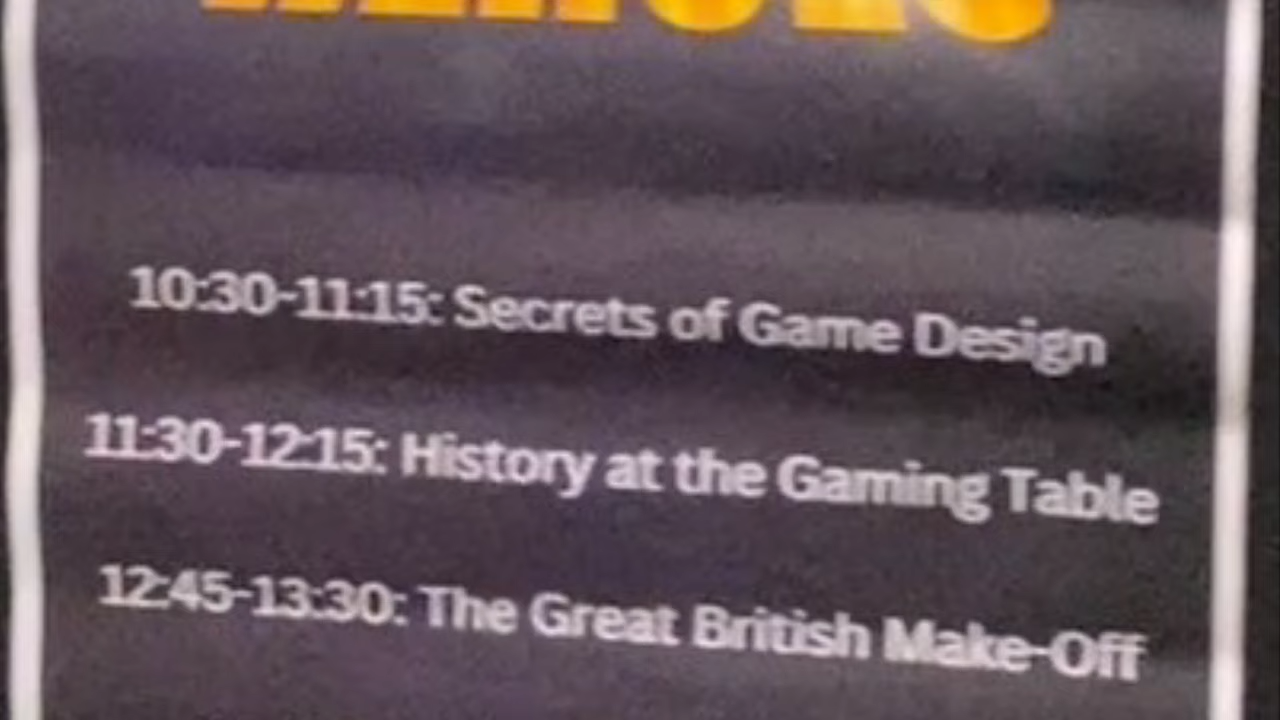 10:30-11:15: Secrets of Game Design
11:30-12:15: History at the Gaming Table
12:45-13:30: The Great British Make-Off